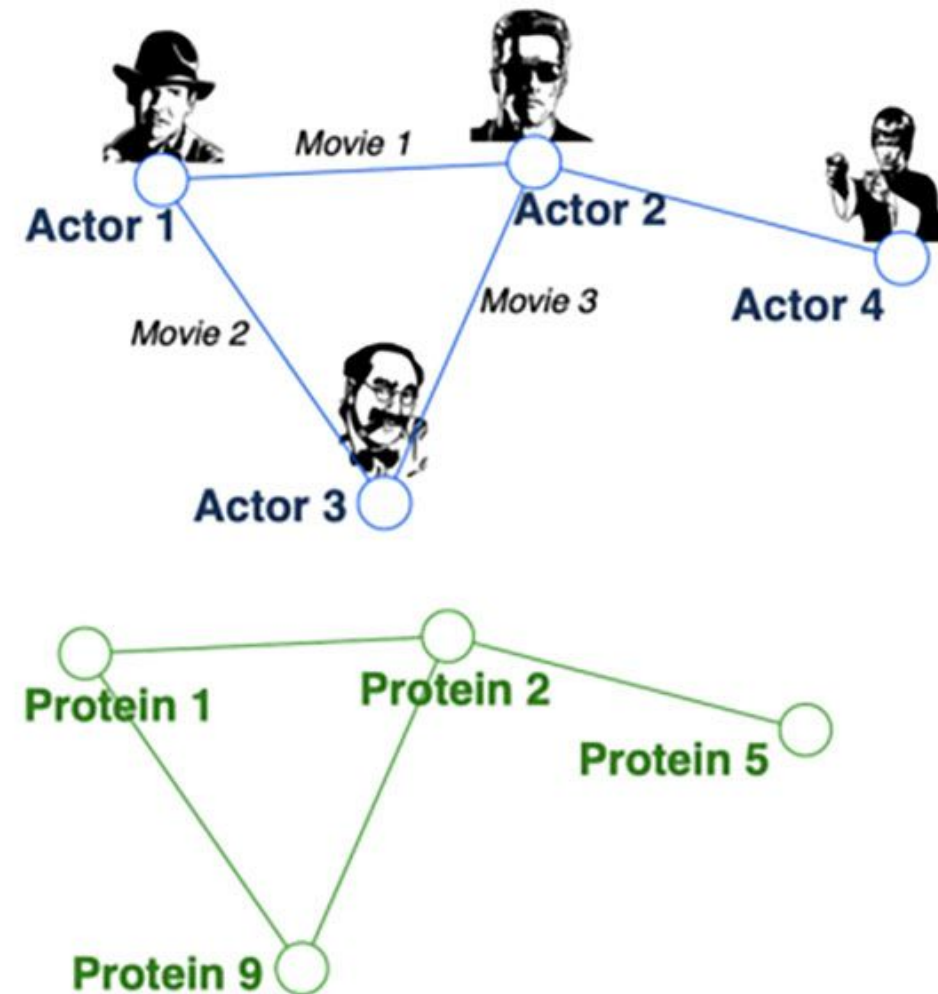 Movie 1
Actor 1
Actor 2
Movie 3
Actor 4
Movie 2
Actor 3
Protein 1
Protein 2
Protein 5
Protein 9